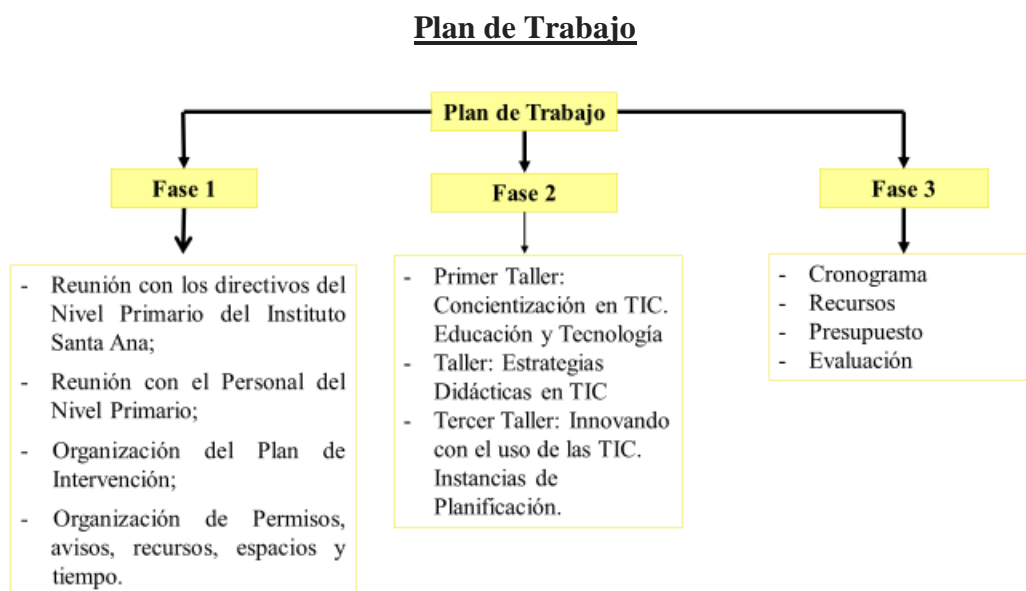 Plan de Trabajo
Plan de Trabajo
Fase 1
- Reunión con los directivos del
Nivel Primario del Instituto
Santa Ana;
- Reunión con el Personal del
Nivel Primario;
- Organización del Plan de
Intervención;
- Organización de Permisos,
avisos, recursos, espacios y
tiempo.
Fase 2
- Primer Taller:
Concientización en TIC.
Educación y Tecnología
- Taller: Estrategias
Didácticas en TIC
- Tercer Taller: Innovando
con el uso de las TIC.
Instancias de
Planificación.
Fase 3
- Cronograma
- Recursos
- Presupuesto
- Evaluación